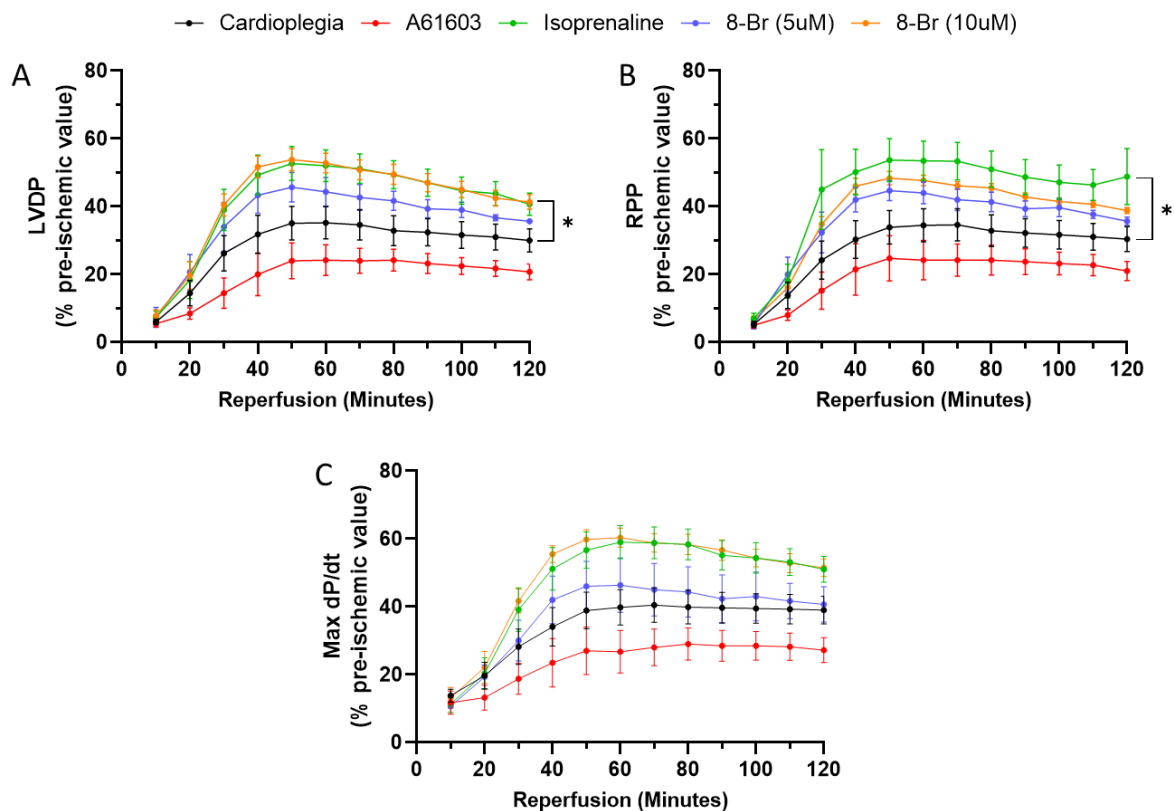 Cardioplegia A61603 Isoprenaline 8-Br (5uM) 8-Br (10uM)
A
LVDP
(% pre-ischemic value)
80
60
40
20
0
*
0 20 40 60 80 100 120
Reperfusion (Minutes)
B
RPP
(% pre-ischemic value)
80
60
40
20
0
*
0 20 40 60 80 100 120
Reperfusion (Minutes)
C
Max dP/dt
(% pre-ischemic value)
80
60
40
20
0
0 20 40 60 80 100 120
Reperfusion (Minutes)